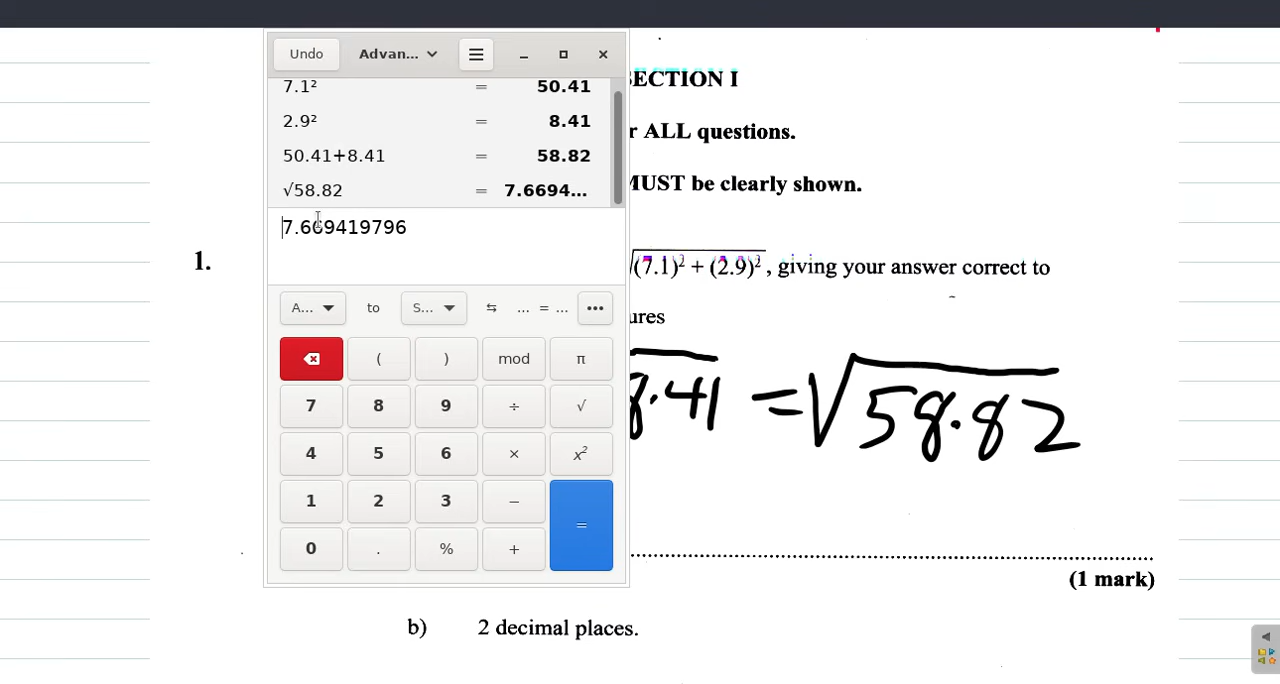 Undo Advan...
7.1² = 50.41
2.9² = 8.41
50.41+8.41 = 58.82
√58.82 = 7.6694...
7.669419796
A... to S... ⇆ ... = ... •••
( ) mod π
7 8 9 ÷ √
4 5 6 × x²
1 2 3 − =
0 . % +
SECTION I
r ALL questions.
MUST be clearly shown.
1. √(7.1)² + (2.9)² , giving your answer correct to
ures
8.41 = √58.82
(1 mark)
b) 2 decimal places.